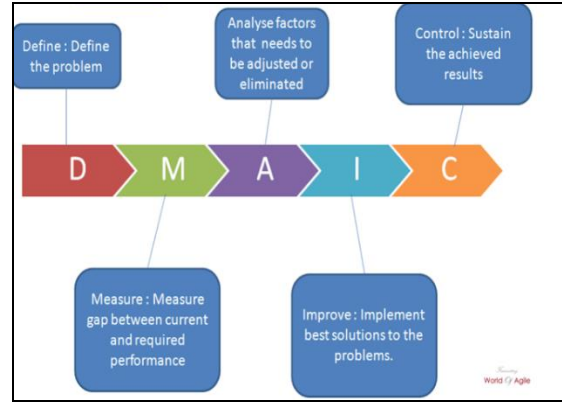 Define : Define
the problem
Analyse factors
that needs to
be adjusted or
eliminated
Control : Sustain
the achieved
results
D M A I C
Measure : Measure
gap between current
and required
performance
Improve : Implement
best solutions to the
problems.
World Of Agile